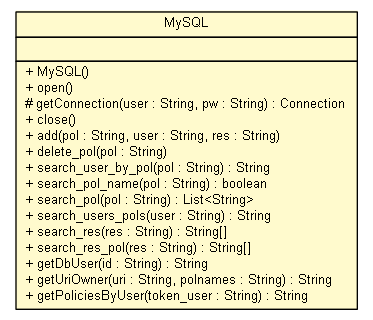 MySQL
+ MySQL()
+ open()
# getConnection(user : String, pw : String) : Connection
+ close()
+ add(pol : String, user : String, res : String)
+ delete_pol(pol : String)
+ search_user_by_pol(pol : String) : String
+ search_pol_name(pol : String) : boolean
+ search_pol(pol : String) : List<String>
+ search_users_pols(user : String) : String
+ search_res(res : String) : String[]
+ search_res_pol(res : String) : String[]
+ getDbUser(id : String) : String
+ getUriOwner(uri : String, polnames : String) : String
+ getPoliciesByUser(token_user : String) : String